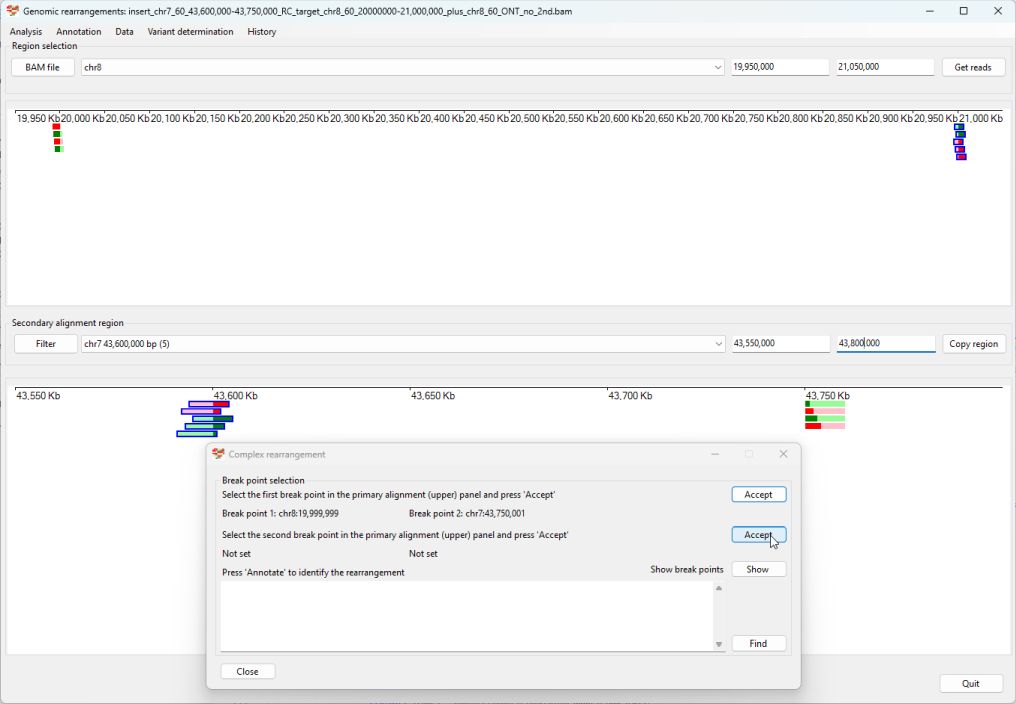 Genomic rearrangements: insert_chr7_60_43,600,000-43,750,000_RC_target_chr8_60_20000000-21,000,000_plus_chr8_60_ONT_no_2nd.bam
Analysis Annotation Data Variant determination History
Region selection
BAM file chr8 19,950,000 21,050,000 Get reads
19,950 Kb 20,000 Kb 20,050 Kb 20,100 Kb 20,150 Kb 20,200 Kb 20,250 Kb 20,300 Kb 20,350 Kb 20,400 Kb 20,450 Kb 20,500 Kb 20,550 Kb 20,600 Kb 20,650 Kb 20,700 Kb 20,750 Kb 20,800 Kb 20,850 Kb 20,900 Kb 20,950 Kb 21,000 Kb
Secondary alignment region
Filter chr7 43,600,000 bp (5) 43,550,000 43,800,000 Copy region
43,550 Kb 43,600 Kb 43,650 Kb 43,700 Kb 43,750 Kb
Complex rearrangement
Break point selection
Select the first break point in the primary alignment (upper) panel and press 'Accept' Accept
Break point 1: chr8:19,999,999 Break point 2: chr7:43,750,001
Select the second break point in the primary alignment (upper) panel and press 'Accept' Accept
Not set Not set
Press 'Annotate' to identify the rearrangement Show break points Show
Find
Close
Quit